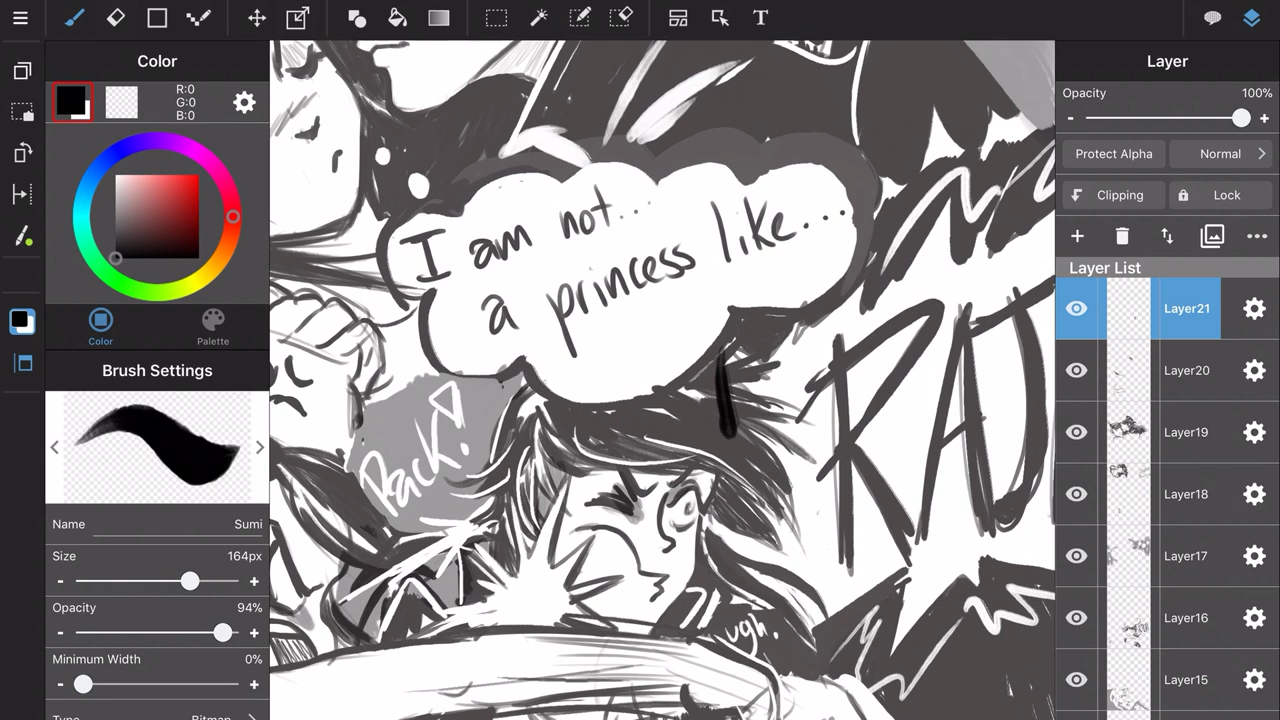 Color
R:0
G:0
B:0
Color
Palette
Brush Settings
Name
Sumi
Size
164px
-
+
Opacity
94%
-
+
Minimum Width
0%
-
+
Type
Bitmap
T
I am not...
a princess like...
Dack!
RAD
ugh.
Layer
Opacity
100%
-
+
Protect Alpha
Normal
Clipping
Lock
Layer List
Layer21
Layer20
Layer19
Layer18
Layer17
Layer16
Layer15